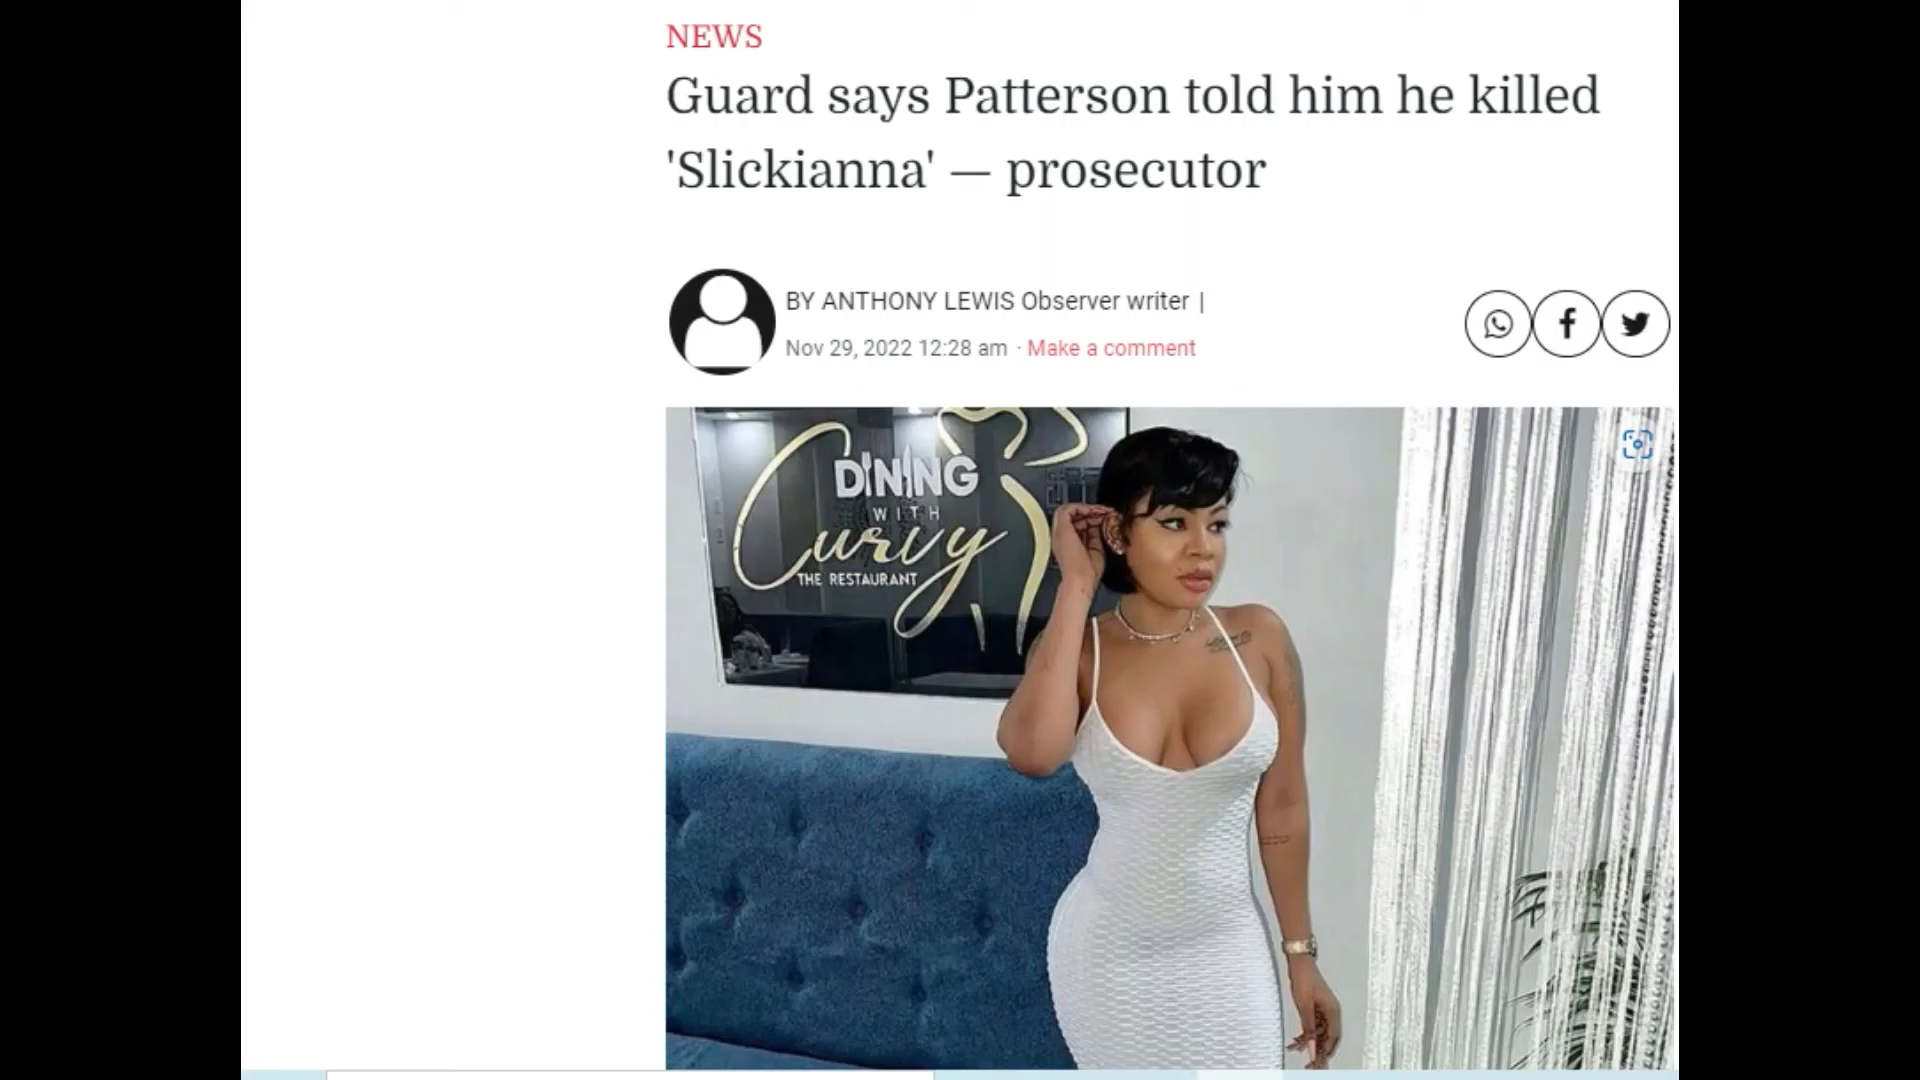 NEWS
Guard says Patterson told him he killed
'Slickianna' — prosecutor
BY ANTHONY LEWIS Observer writer |
Nov 29, 2022 12:28 am · Make a comment
DINING
WITH
Curvy
THE RESTAURANT